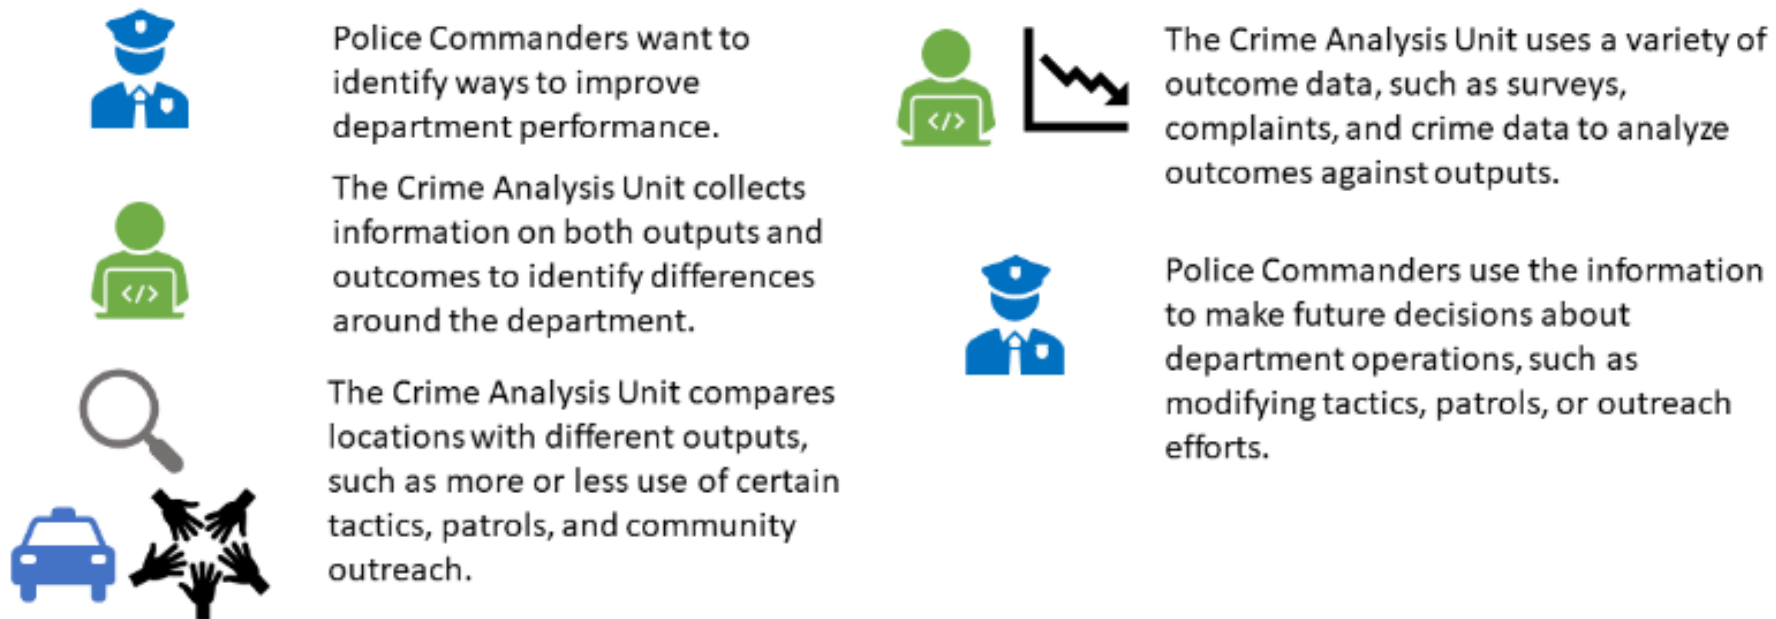 Police Commanders want to
identify ways to improve
department performance.
The Crime Analysis Unit collects
information on both outputs and
outcomes to identify differences
around the department.
</>
The Crime Analysis Unit compares
locations with different outputs,
such as more or less use of certain
tactics, patrols, and community
outreach.
The Crime Analysis Unit uses a variety of
outcome data, such as surveys,
complaints, and crime data to analyze
outcomes against outputs.
</>
Police Commanders use the information
to make future decisions about
department operations, such as
modifying tactics, patrols, or outreach
efforts.